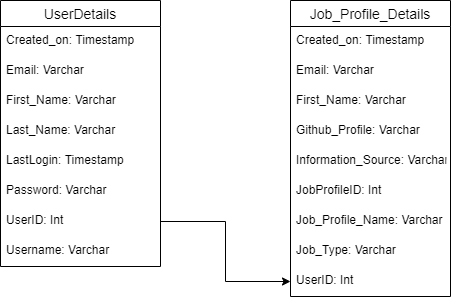 UserDetails
Created_on: Timestamp
Email: Varchar
First_Name: Varchar
Last_Name: Varchar
LastLogin: Timestamp
Password: Varchar
UserID: Int
Username: Varchar
Job_Profile_Details
Created_on: Timestamp
Email: Varchar
First_Name: Varchar
Github_Profile: Varchar
Information_Source: Varchar
JobProfileID: Int
Job_Profile_Name: Varchar
Job_Type: Varchar
UserID: Int